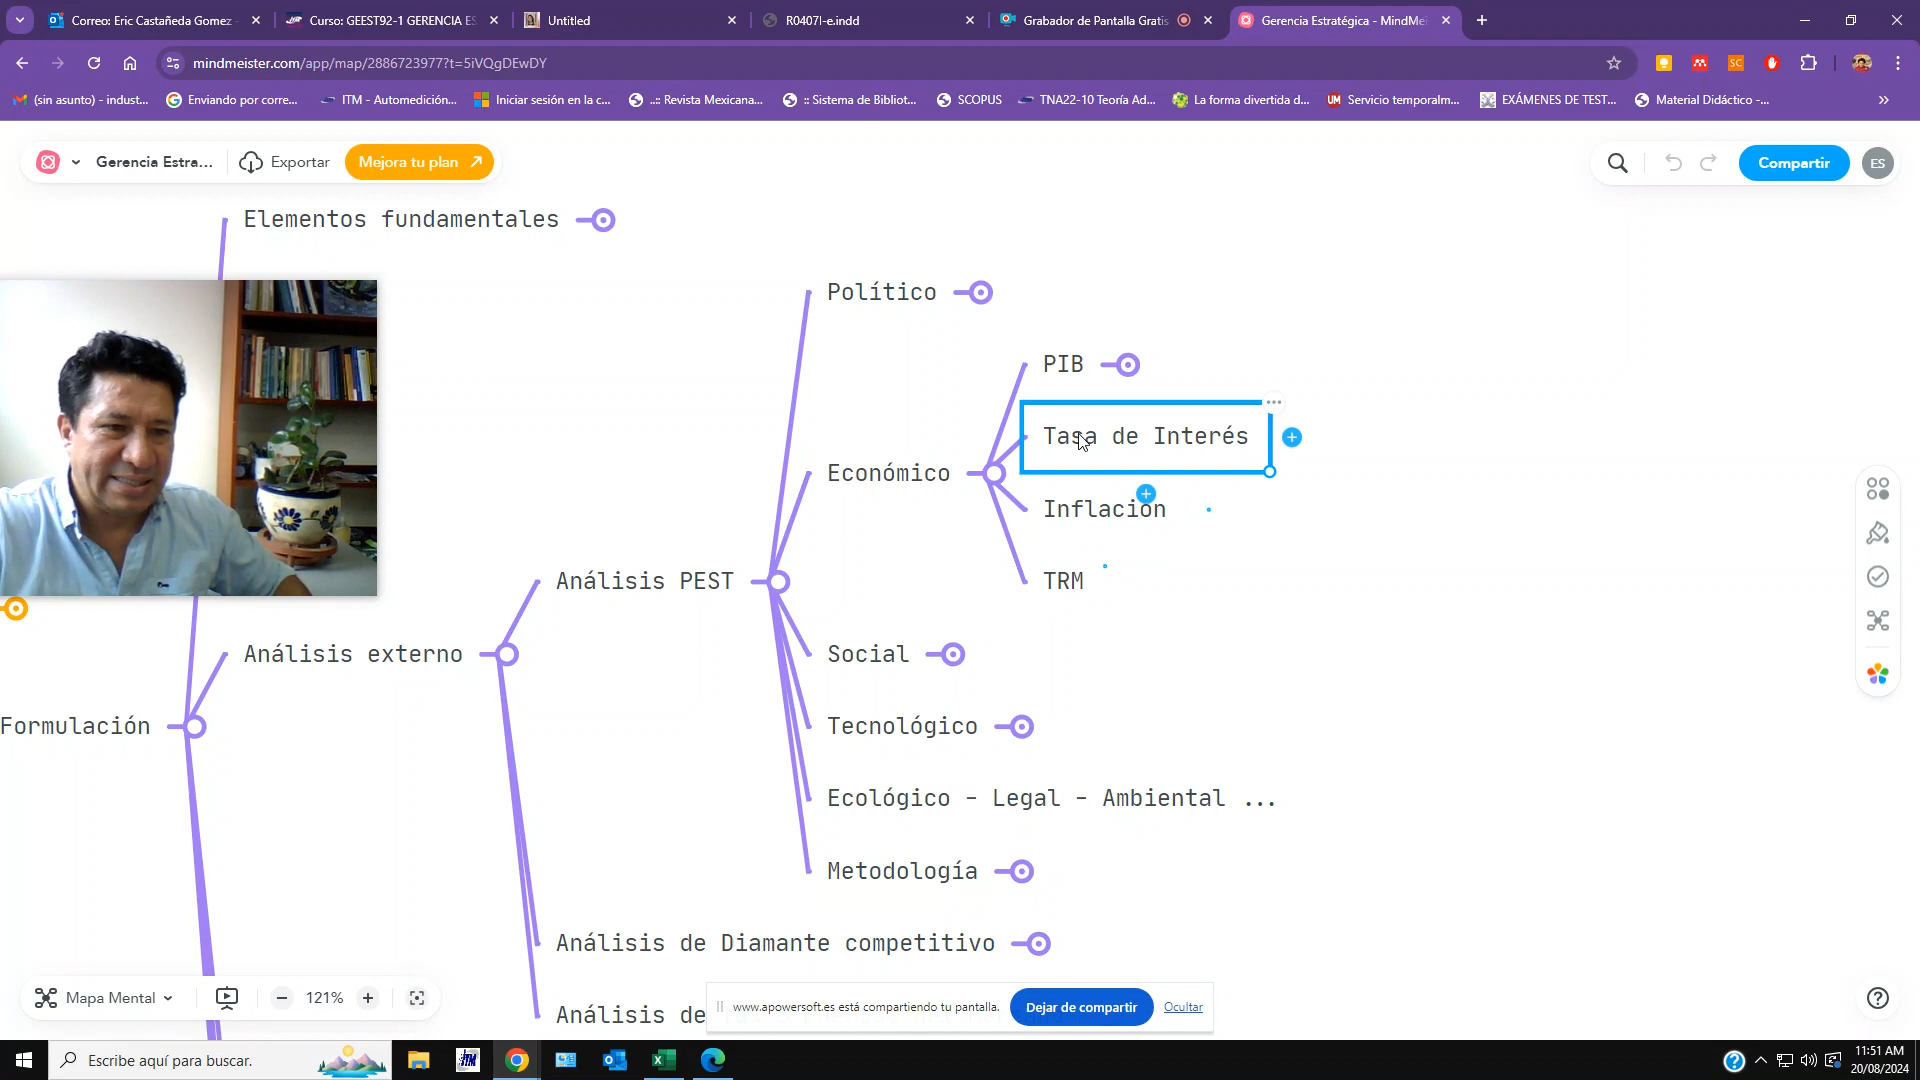 Correo: Eric Castañeda Gomez
Curso: GEEST92-1 GERENCIA ES
Untitled
R0407I-e.indd
Grabador de Pantalla Gratis
Gerencia Estratégica - MindMei
mindmeister.com/app/map/2886723977?t=5iVQgDEwDY
(sin asunto) - indust...
Enviando por corre...
ITM - Automedición...
Iniciar sesión en la c...
..:: Revista Mexicana...
:: Sistema de Bibliot...
SCOPUS
TNA22-10 Teoría Ad...
La forma divertida d...
UM
Servicio temporalm...
EXÁMENES DE TEST...
Material Didáctico -...
SC
Gerencia Estra...
Exportar
Mejora tu plan
Compartir
ES
Elementos fundamentales
Político
PIB
Tasa de Interés
Económico
Inflación
Análisis PEST
TRM
Análisis externo
Social
Formulación
Tecnológico
Ecológico - Legal - Ambiental ...
Metodología
Análisis de Diamante competitivo
Análisis de
Mapa Mental
121%
www.apowersoft.es está compartiendo tu pantalla.
Dejar de compartir
Ocultar
Escribe aquí para buscar.
ITM
11:51 AM
20/08/2024